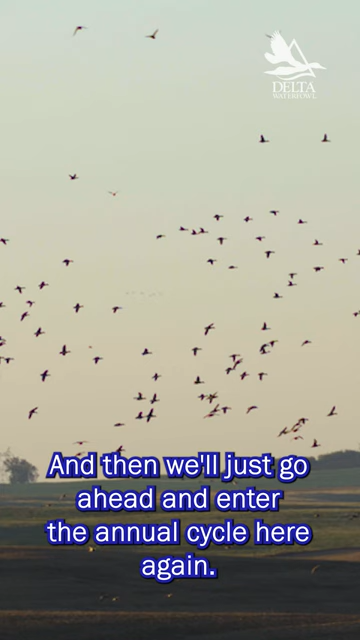 DELTA
WATERFOWL
And then we'll just go
ahead and enter
the annual cycle here
again.